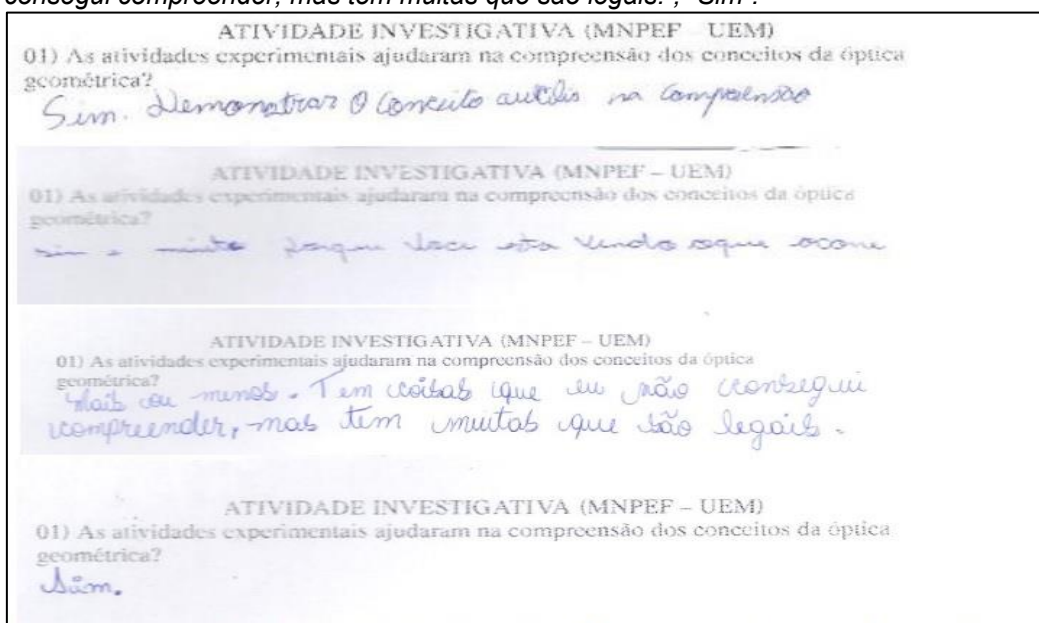 consegui compreender, mas tem muitas que são legais.", "Sim".
ATIVIDADE INVESTIGATIVA (MNPEF UEM)
01) As atividades experimentais ajudaram na compreensão dos conceitos da óptica
geométrica?
Sim. Demonstrar O conceito auxilia na compreensão
ATIVIDADE INVESTIGATIVA (MNPEF – UEM)
01) As atividades experimentais ajudaram na compreensão dos conceitos da óptica
geométrica?
sim e muito porque voce esta vendo oque ocorre
ATIVIDADE INVESTIGATIVA (MNPEF – UEM)
01) As atividades experimentais ajudaram na compreensão dos conceitos da óptica
geométrica?
Mais ou menos. Tem coisas que eu não consegui
compreender, mas tem muitas que são legais.
ATIVIDADE INVESTIGATIVA (MNPEF – UEM)
01) As atividades experimentais ajudaram na compreensão dos conceitos da óptica
geométrica?
Sim.